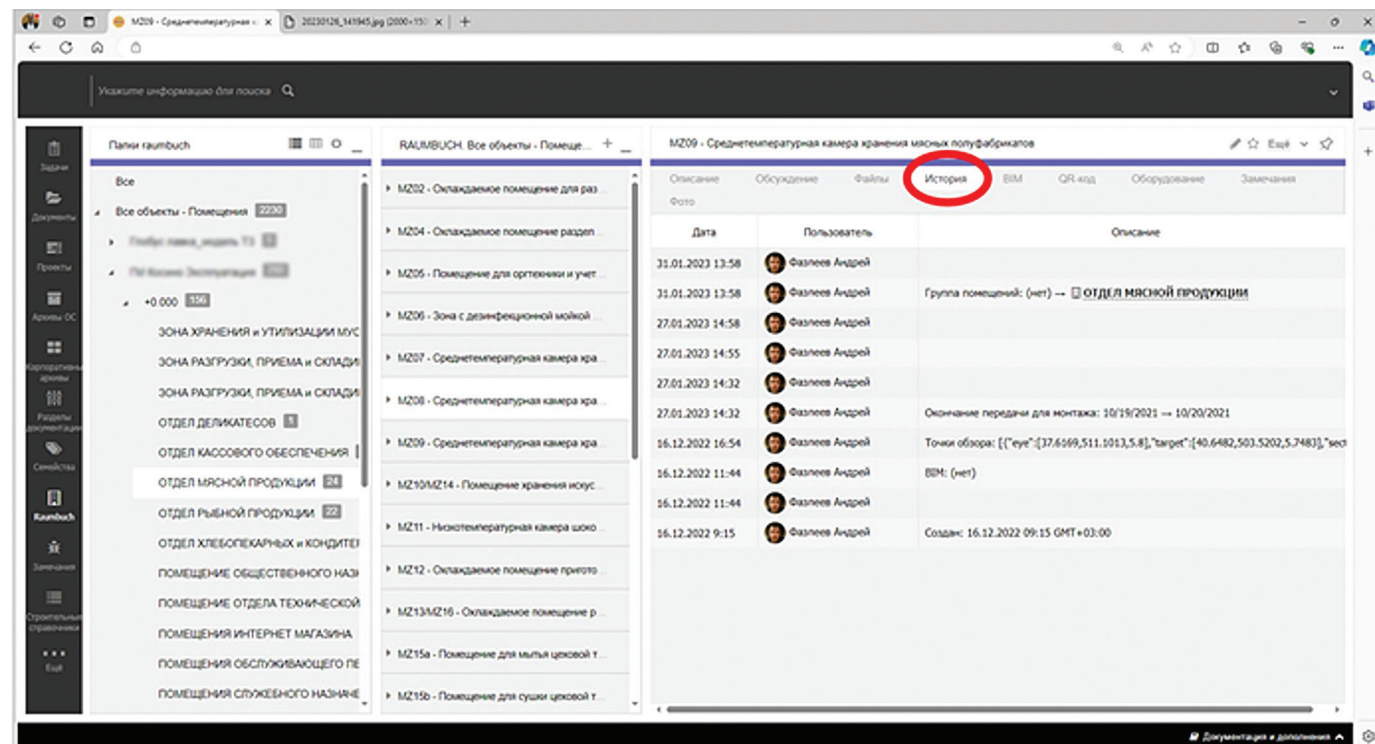 MZ09 - Среднетемпературная к
20230126_141945.jpg (2000×150
Укажите информацию для поиска
Задачи
Документы
Проекты
Архивы ОС
Корпоративны
архивы
Разделы
документации
Семейства
Raumbuch
Замечания
Строительные
справочники
Ещё
Папки raumbuch
Все
Все объекты - Помещения 2230
+0.000 156
ЗОНА ХРАНЕНИЯ и УТИЛИЗАЦИИ МУС
ЗОНА РАЗГРУЗКИ, ПРИЕМА и СКЛАДИ
ЗОНА РАЗГРУЗКИ, ПРИЕМА и СКЛАДИ
ОТДЕЛ ДЕЛИКАТЕСОВ 1
ОТДЕЛ КАССОВОГО ОБЕСПЕЧЕНИЯ
ОТДЕЛ МЯСНОЙ ПРОДУКЦИИ 24
ОТДЕЛ РЫБНОЙ ПРОДУКЦИИ 22
ОТДЕЛ ХЛЕБОПЕКАРНЫХ и КОНДИТЕР
ПОМЕЩЕНИЕ ОБЩЕСТВЕННОГО НАЗН
ПОМЕЩЕНИЕ ОТДЕЛА ТЕХНИЧЕСКОЙ
ПОМЕЩЕНИЯ ИНТЕРНЕТ МАГАЗИНА
ПОМЕЩЕНИЯ ОБСЛУЖИВАЮЩЕГО ПЕ
ПОМЕЩЕНИЯ СЛУЖЕБНОГО НАЗНАЧЕ
RAUMBUCH. Все объекты - Помеще...
MZ02 - Охлаждаемое помещение для раз...
MZ04 - Охлаждаемое помещение раздел...
MZ05 - Помещение для оргтехники и учет...
MZ06 - Зона с дезинфекционной мойкой ...
MZ07 - Среднетемпературная камера хра...
MZ08 - Среднетемпературная камера хра...
MZ09 - Среднетемпературная камера хра...
MZ10/MZ14 - Помещение хранения искус...
MZ11 - Низкотемпературная камера шоко...
MZ12 - Охлаждаемое помещение пригото...
MZ13/MZ16 - Охлаждаемое помещение р...
MZ15a - Помещение для мытья цеховой т...
MZ15b - Помещение для сушки цеховой т...
MZ09 - Среднетемпературная камера хранения мясных полуфабрикатов
Ещё
Описание Обсуждение Файлы История BIM QR-код Оборудование Замечания
Фото
Дата Пользователь Описание
31.01.2023 13:58 Фазлеев Андрей
31.01.2023 13:58 Фазлеев Андрей Группа помещений: (нет) → ОТДЕЛ МЯСНОЙ ПРОДУКЦИИ
27.01.2023 14:58 Фазлеев Андрей
27.01.2023 14:55 Фазлеев Андрей
27.01.2023 14:32 Фазлеев Андрей
27.01.2023 14:32 Фазлеев Андрей Окончание передачи для монтажа: 10/19/2021 → 10/20/2021
16.12.2022 16:54 Фазлеев Андрей Точки обзора: [{"eye":[37.6169,511.1013,5.8],"target":[40.6482,503.5202,5.7483],"sect
16.12.2022 11:44 Фазлеев Андрей BIM: (нет)
16.12.2022 11:44 Фазлеев Андрей
16.12.2022 9:15 Фазлеев Андрей Создан: 16.12.2022 09:15 GMT+03:00
Документация и дополнения